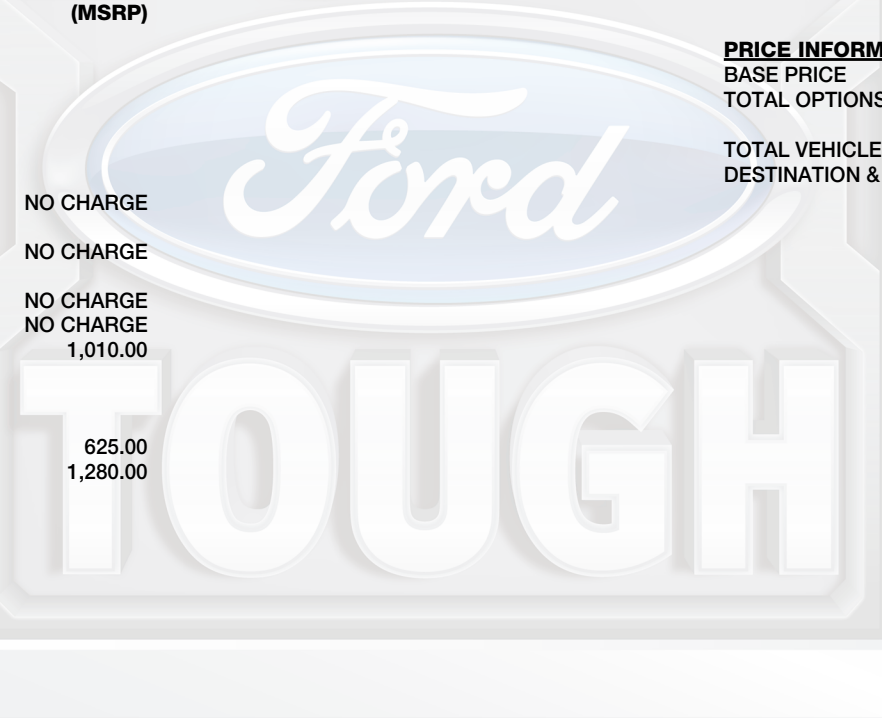 (MSRP)
PRICE INFORM
BASE PRICE
TOTAL OPTIONS
TOTAL VEHICLE
DESTINATION &
NO CHARGE
NO CHARGE
NO CHARGE
NO CHARGE
1,010.00
625.00
1,280.00
Ford
TOUGH